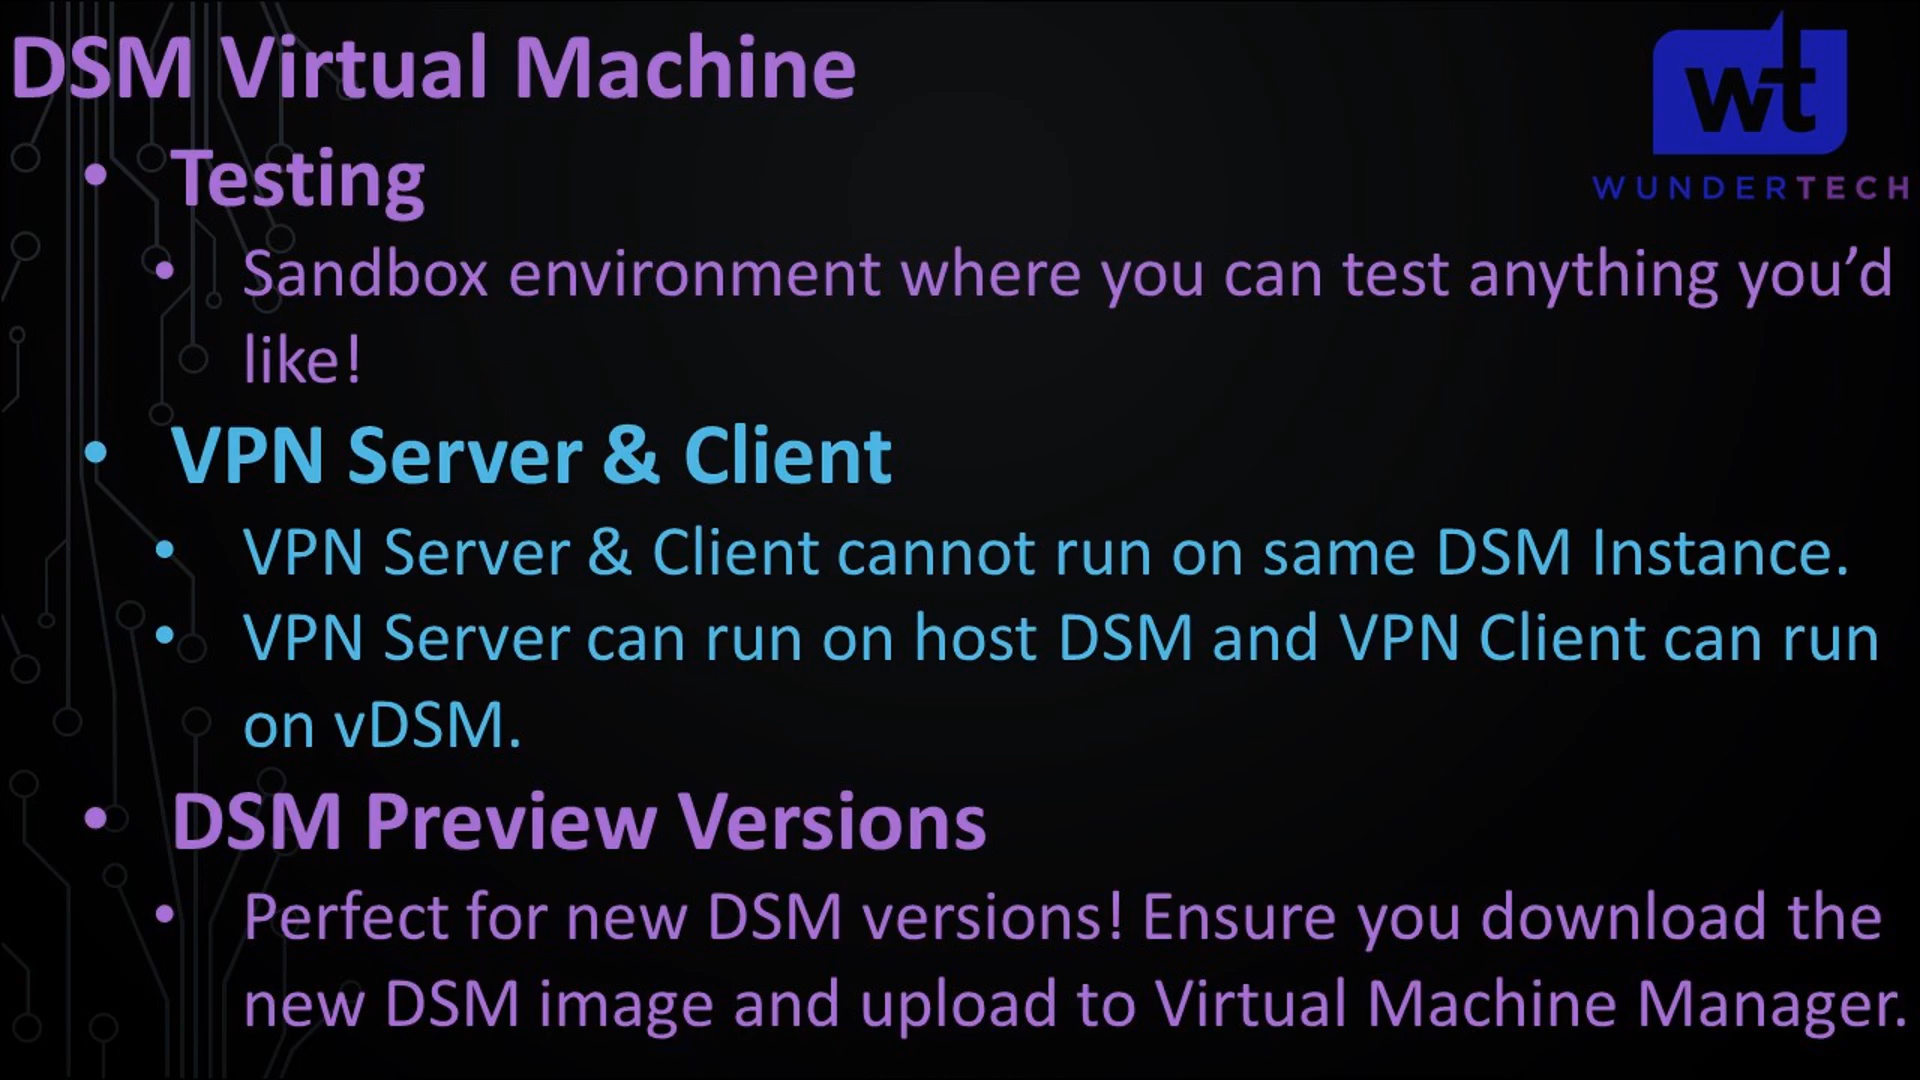 DSM Virtual Machine
wt
WUNDERTECH
• Testing
• Sandbox environment where you can test anything you’d
like!
• VPN Server & Client
• VPN Server & Client cannot run on same DSM Instance.
• VPN Server can run on host DSM and VPN Client can run
on vDSM.
• DSM Preview Versions
• Perfect for new DSM versions! Ensure you download the
new DSM image and upload to Virtual Machine Manager.